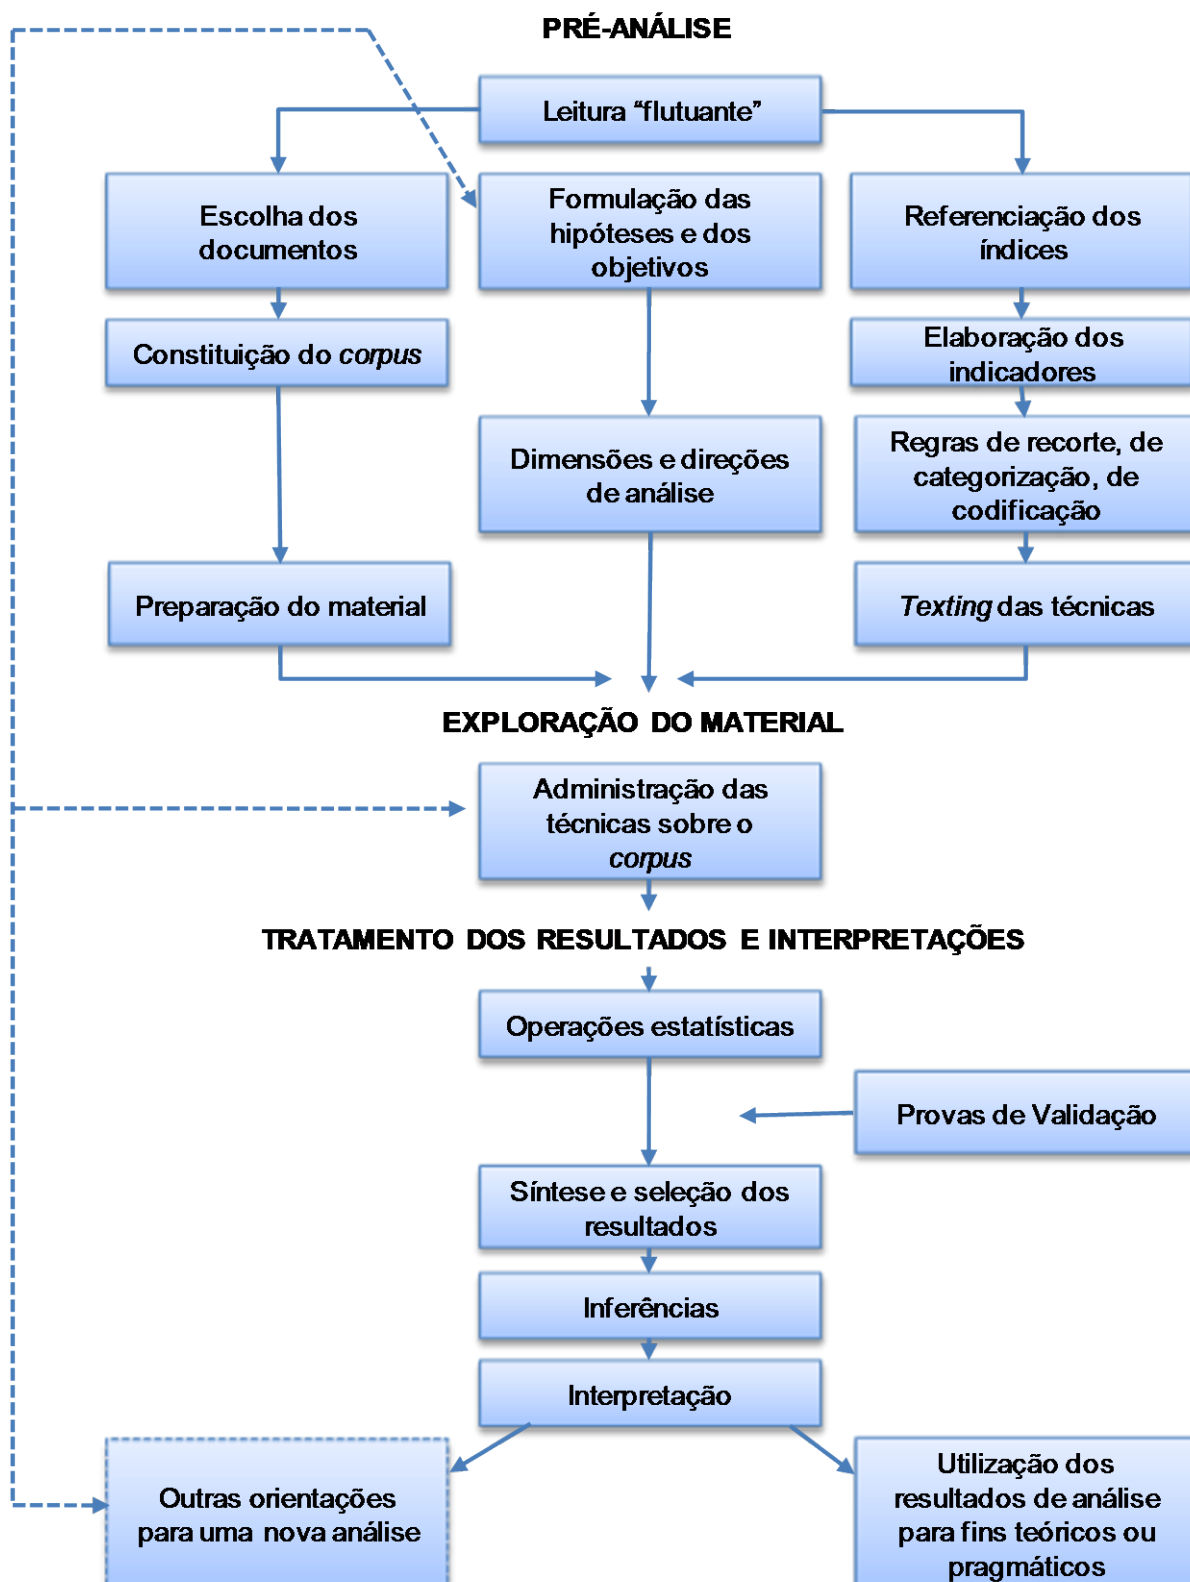 PRÉ-ANÁLISE
Leitura “flutuante”
Escolha dos
documentos
Formulação das
hipóteses e dos
objetivos
Referenciação dos
índices
Constituição do corpus
Elaboração dos
indicadores
Dimensões e direções
de análise
Regras de recorte, de
categorização, de
codificação
Preparação do material
Texting das técnicas
EXPLORAÇÃO DO MATERIAL
Administração das
técnicas sobre o
corpus
TRATAMENTO DOS RESULTADOS E INTERPRETAÇÕES
Operações estatísticas
Provas de Validação
Síntese e seleção dos
resultados
Inferências
Interpretação
Outras orientações
para uma nova análise
Utilização dos
resultados de análise
para fins teóricos ou
pragmáticos